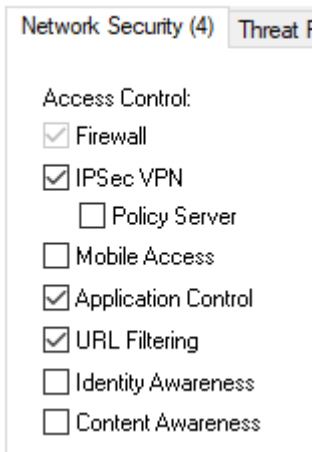 Network Security (4) Threat
Access Control:
Firewall
IPSec VPN
Policy Server
Mobile Access
Application Control
URL Filtering
Identity Awareness
Content Awareness